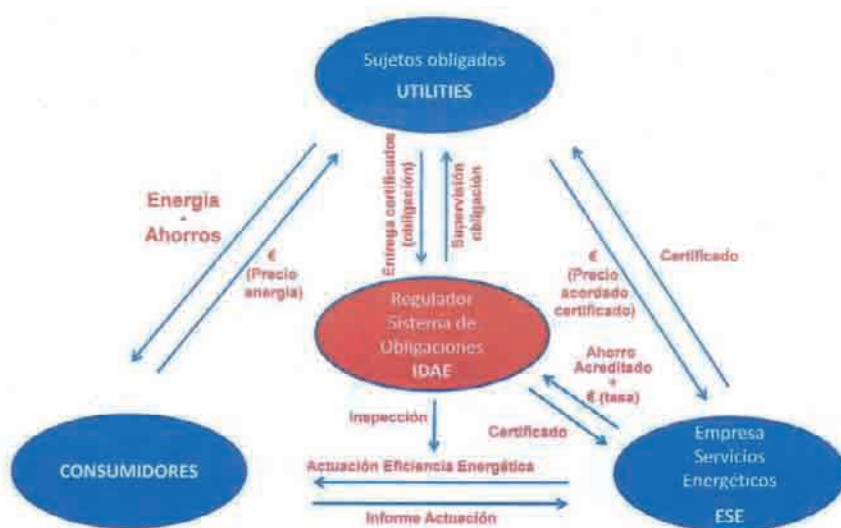 Sujetos obligados
UTILITIES
Energía
-
Ahorros
€
(Precio
energía)
Entrega certificados
(obligación)
Supervisión
obligación
€
(Precio
acordado
certificado)
Certificado
Regulador
Sistema de
Obligaciones
IDAE
Ahorro
Acreditado
+
€ (tasa)
Inspección
Certificado
CONSUMIDORES
Actuación Eficiencia Energética
Informe Actuación
Empresa
Servicios
Energéticos
ESE